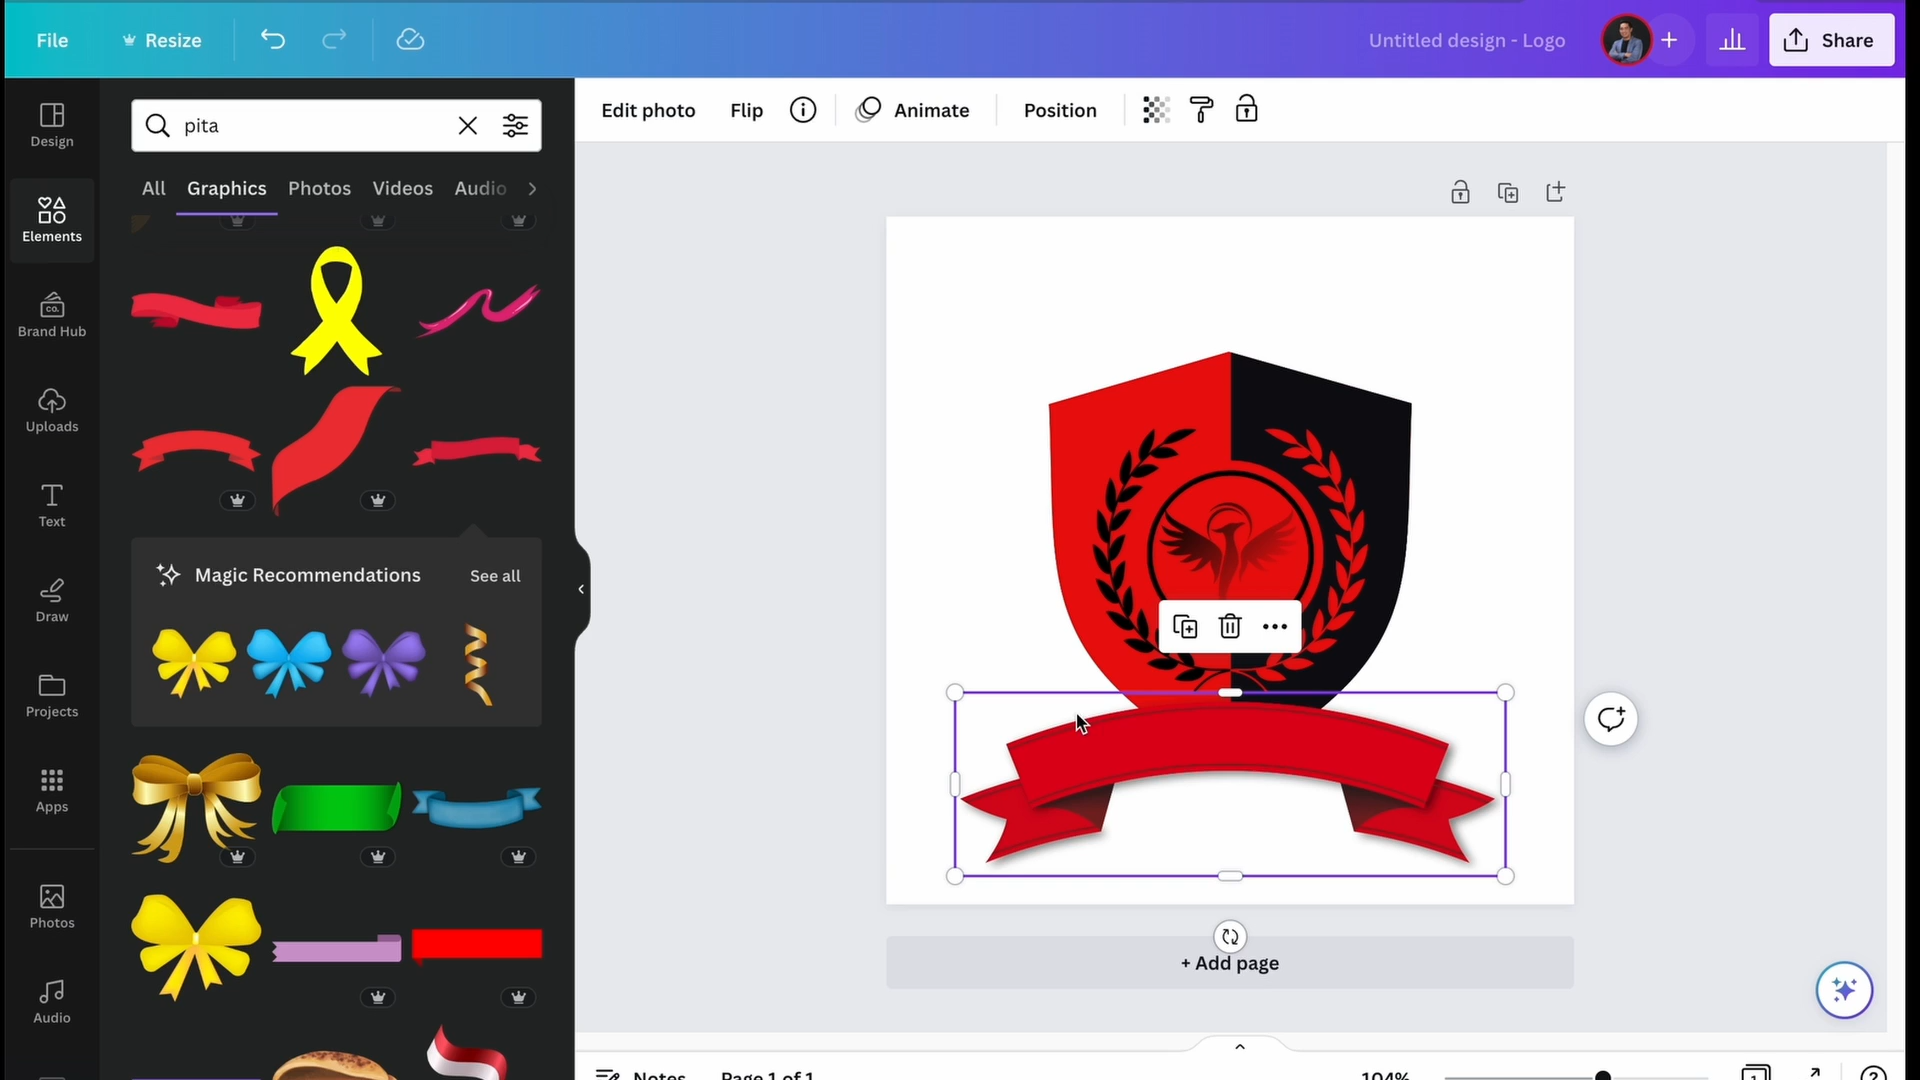 File
Resize
Untitled design - Logo
Share
pita
Edit photo
Flip
Animate
Position
All
Graphics
Photos
Videos
Audio
Design
Elements
Brand Hub
CO.
Uploads
Text
Draw
Projects
Apps
Photos
Audio
Magic Recommendations
See all
+ Add page
Notes
Page 1 of 1
104%
1